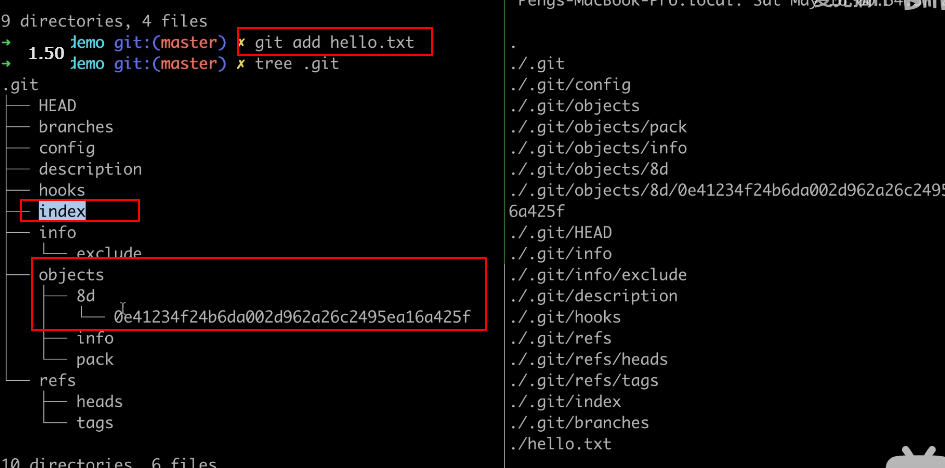 9 directories, 4 files
➜ demo git:(master) ✗ git add hello.txt
1.50
➜ demo git:(master) ✗ tree .git
.git
├── HEAD
├── branches
├── config
├── description
├── hooks
├── index
├── info
│   └── exclude
├── objects
│   ├── 8d
│   │   └── 0e41234f24b6da002d962a26c2495ea16a425f
│   ├── info
│   └── pack
└── refs
    ├── heads
    └── tags
10 directories, 6 files
Pengs-MacBook-Pro.local: Sat May
.
./.git
./.git/config
./.git/objects
./.git/objects/pack
./.git/objects/info
./.git/objects/8d
./.git/objects/8d/0e41234f24b6da002d962a26c2495
6a425f
./.git/HEAD
./.git/info
./.git/info/exclude
./.git/description
./.git/hooks
./.git/refs
./.git/refs/heads
./.git/refs/tags
./.git/index
./.git/branches
./hello.txt